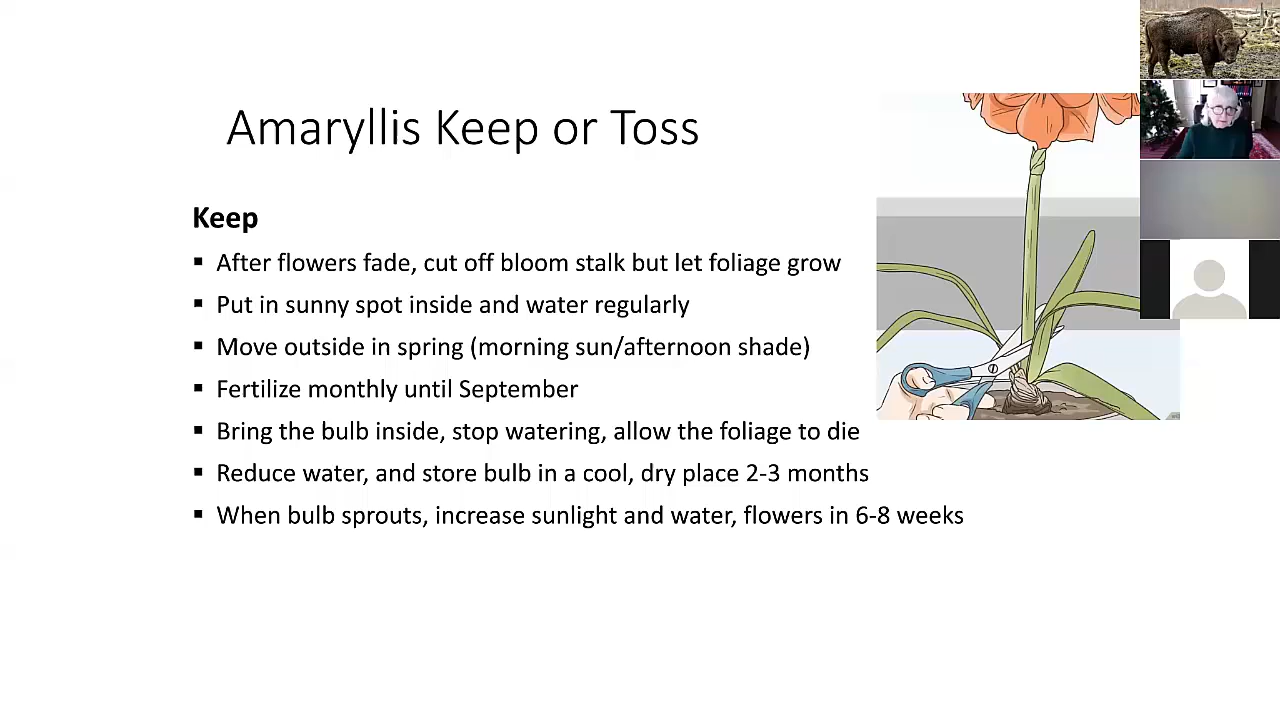 Amaryllis Keep or Toss
Keep
▪ After flowers fade, cut off bloom stalk but let foliage grow
▪ Put in sunny spot inside and water regularly
▪ Move outside in spring (morning sun/afternoon shade)
▪ Fertilize monthly until September
▪ Bring the bulb inside, stop watering, allow the foliage to die
▪ Reduce water, and store bulb in a cool, dry place 2-3 months
▪ When bulb sprouts, increase sunlight and water, flowers in 6-8 weeks